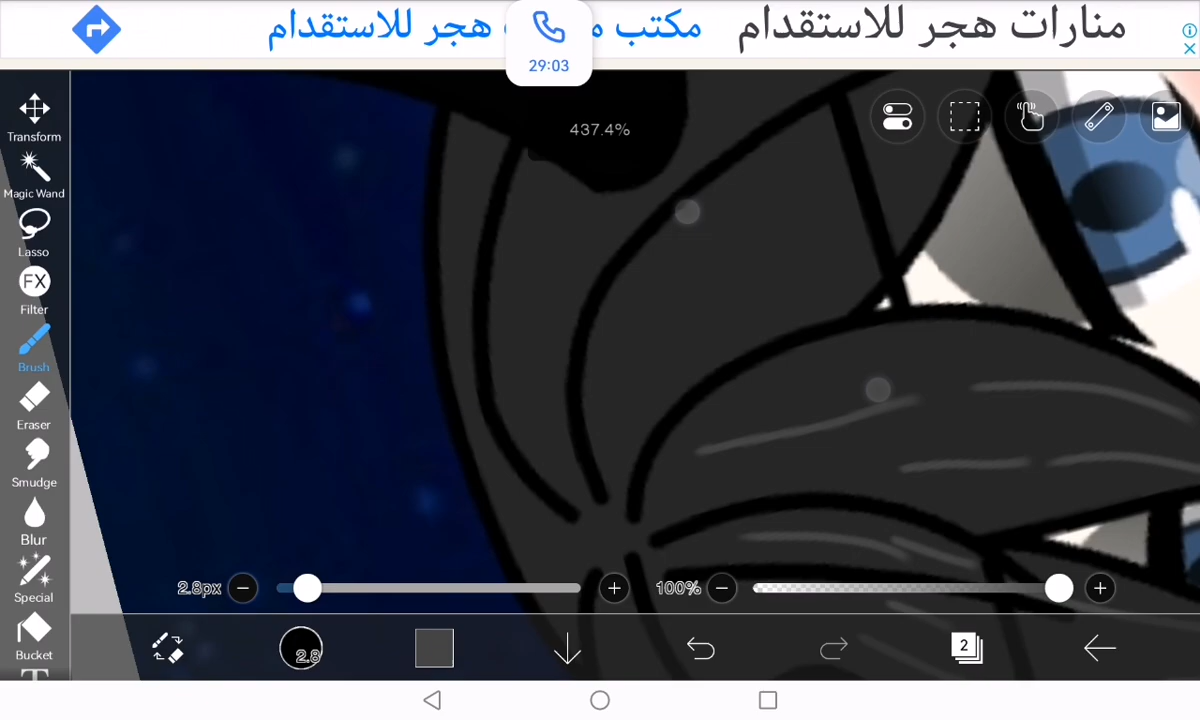 منارات هجر للاستقدام
مكتب هجر للاستقدام
29:03
437.4%
Transform
Magic Wand
Lasso
FX
Filter
Brush
Eraser
Smudge
Blur
Special
Bucket
T
2.8px
100%
2.8
2